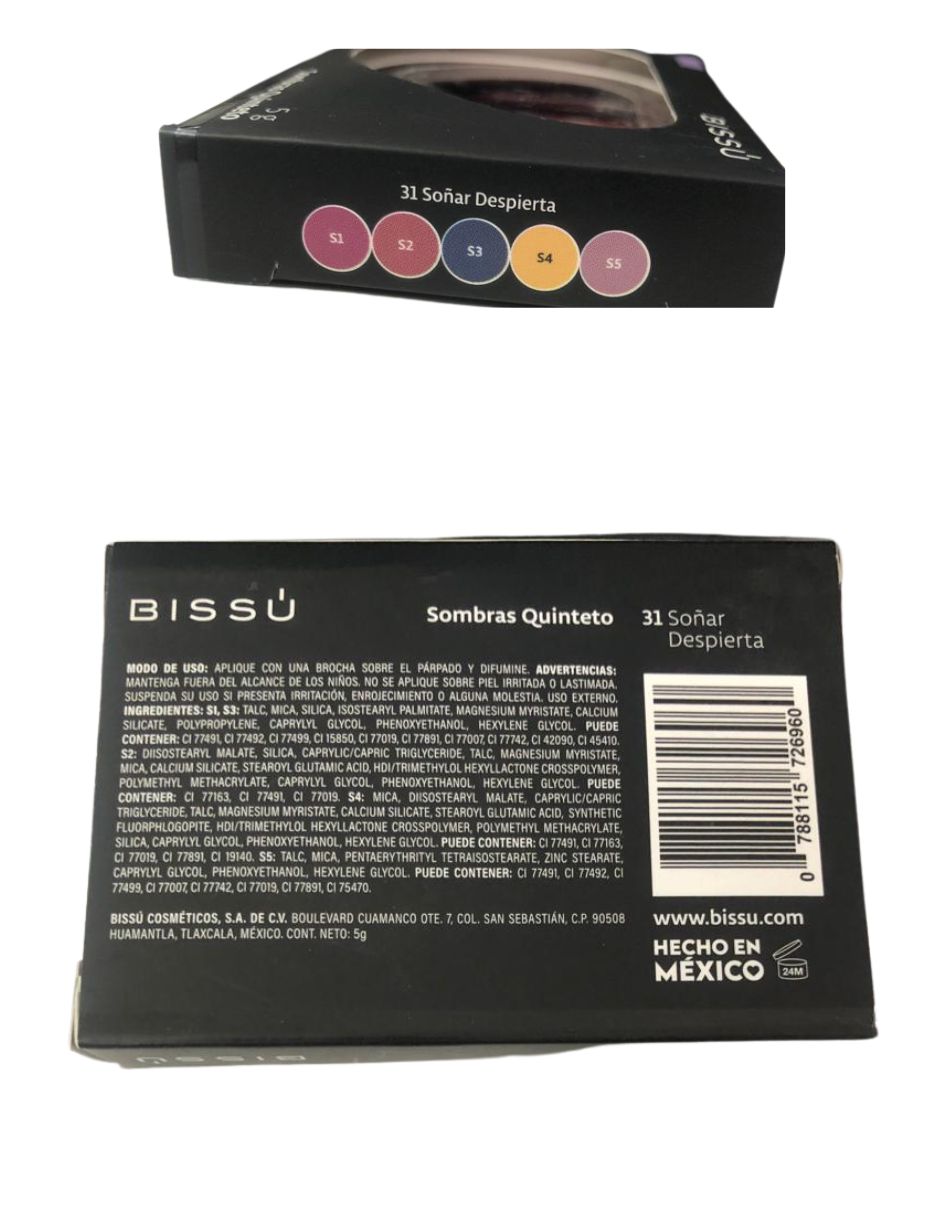 Sombras Quinteto
5 g
BISSÚ
31 Soñar Despierta
S1 S2 S3 S4 S5
BISSÚ
Sombras Quinteto 31 Soñar
Despierta
MODO DE USO: APLIQUE CON UNA BROCHA SOBRE EL PÁRPADO Y DIFUMINE. ADVERTENCIAS:
MANTENGA FUERA DEL ALCANCE DE LOS NIÑOS. NO SE APLIQUE SOBRE PIEL IRRITADA O LASTIMADA.
SUSPENDA SU USO SI PRESENTA IRRITACIÓN, ENROJECIMIENTO O ALGUNA MOLESTIA. USO EXTERNO.
INGREDIENTES: S1, S3: TALC, MICA, SILICA, ISOSTEARYL PALMITATE, MAGNESIUM MYRISTATE, CALCIUM
SILICATE, POLYPROPYLENE, CAPRYLYL GLYCOL, PHENOXYETHANOL, HEXYLENE GLYCOL. PUEDE
CONTENER: CI 77491, CI 77492, CI 77499, CI 15850, CI 77019, CI 77891, CI 77007, CI 77742, CI 42090, CI 45410.
S2: DIISOSTEARYL MALATE, SILICA, CAPRYLIC/CAPRIC TRIGLYCERIDE, TALC, MAGNESIUM MYRISTATE,
MICA, CALCIUM SILICATE, STEAROYL GLUTAMIC ACID, HDI/TRIMETHYLOL HEXYLLACTONE CROSSPOLYMER,
POLYMETHYL METHACRYLATE, CAPRYLYL GLYCOL, PHENOXYETHANOL, HEXYLENE GLYCOL. PUEDE
CONTENER: CI 77163, CI 77491, CI 77019. S4: MICA, DIISOSTEARYL MALATE, CAPRYLIC/CAPRIC
TRIGLYCERIDE, TALC, MAGNESIUM MYRISTATE, CALCIUM SILICATE, STEAROYL GLUTAMIC ACID, SYNTHETIC
FLUORPHLOGOPITE, HDI/TRIMETHYLOL HEXYLLACTONE CROSSPOLYMER, POLYMETHYL METHACRYLATE,
SILICA, CAPRYLYL GLYCOL, PHENOXYETHANOL, HEXYLENE GLYCOL. PUEDE CONTENER: CI 77491, CI 77163,
CI 77019, CI 77891, CI 19140. S5: TALC, MICA, PENTAERYTHRITYL TETRAISOSTEARATE, ZINC STEARATE,
CAPRYLYL GLYCOL, PHENOXYETHANOL, HEXYLENE GLYCOL. PUEDE CONTENER: CI 77491, CI 77492, CI
77499, CI 77007, CI 77742, CI 77019, CI 77891, CI 75470.
BISSÚ COSMÉTICOS, S.A. DE C.V. BOULEVARD CUAMANCO OTE. 7, COL. SAN SEBASTIÁN, C.P. 90508
HUAMANTLA, TLAXCALA, MÉXICO. CONT. NETO: 5g
0 788115 726960
www.bissu.com
HECHO EN
MÉXICO
24M
BISSÚ